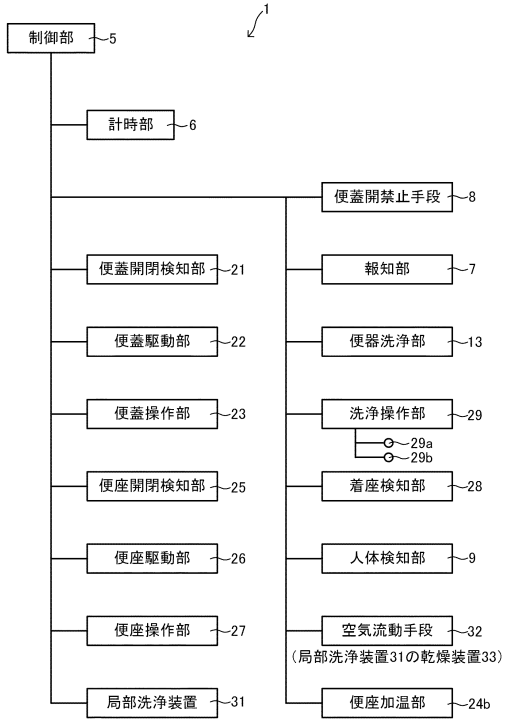 1
制御部 5
計時部 6
便蓋開禁止手段 8
便蓋開閉検知部 21
報知部 7
便蓋駆動部 22
便器洗浄部 13
便蓋操作部 23
洗浄操作部 29
29a
29b
便座開閉検知部 25
着座検知部 28
便座駆動部 26
人体検知部 9
便座操作部 27
空気流動手段 32
(局部洗浄装置31の乾燥装置33)
局部洗浄装置 31
便座加温部 24b